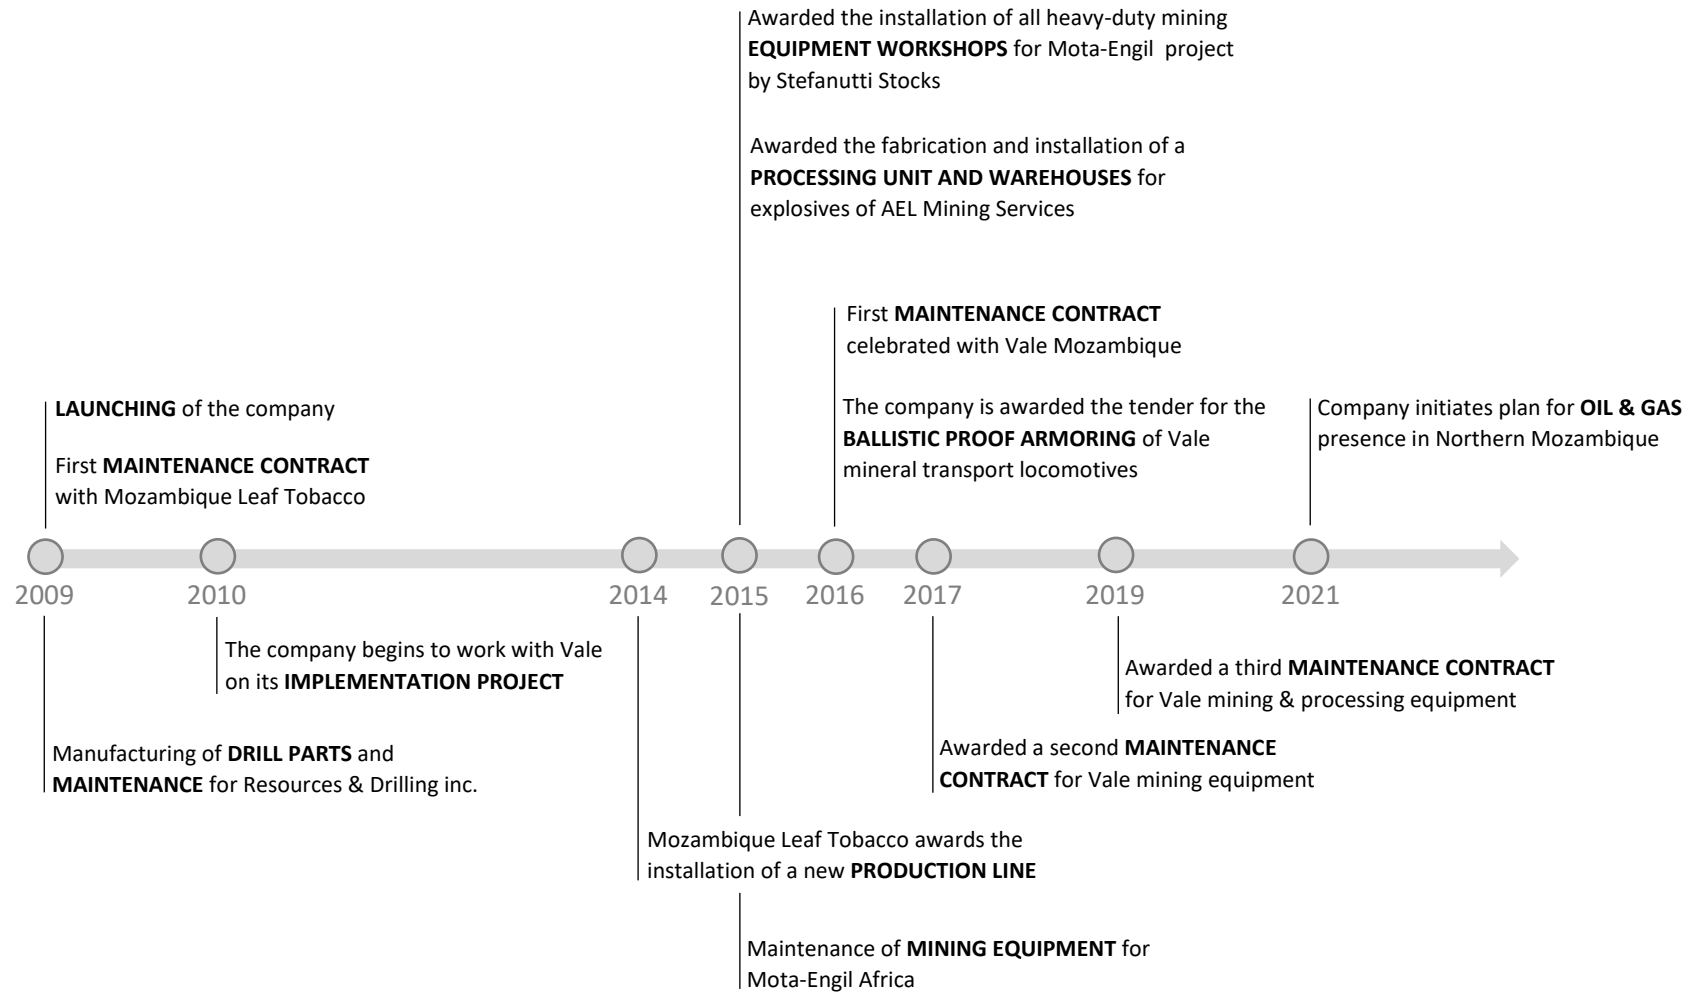 Awarded the installation of all heavy-duty mining
EQUIPMENT WORKSHOPS for Mota-Engil project
by Stefanutti Stocks
Awarded the fabrication and installation of a
PROCESSING UNIT AND WAREHOUSES for
explosives of AEL Mining Services
First MAINTENANCE CONTRACT
celebrated with Vale Mozambique
LAUNCHING of the company
First MAINTENANCE CONTRACT
with Mozambique Leaf Tobacco
The company is awarded the tender for the
BALLISTIC PROOF ARMORING of Vale
mineral transport locomotives
Company initiates plan for OIL & GAS
presence in Northern Mozambique
2009
2010
2014
2015
2016
2017
2019
2021
The company begins to work with Vale
on its IMPLEMENTATION PROJECT
Awarded a third MAINTENANCE CONTRACT
for Vale mining & processing equipment
Manufacturing of DRILL PARTS and
MAINTENANCE for Resources & Drilling inc.
Awarded a second MAINTENANCE
CONTRACT for Vale mining equipment
Mozambique Leaf Tobacco awards the
installation of a new PRODUCTION LINE
Maintenance of MINING EQUIPMENT for
Mota-Engil Africa